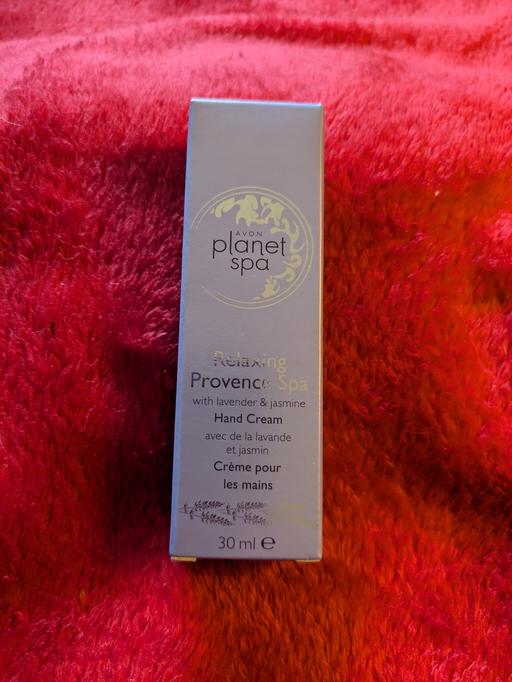 AVON
planet
spa
Relaxing
Provence Spa
with lavender & jasmine
Hand Cream
avec de la lavande
et jasmin
Crème pour
les mains
30 ml ℮